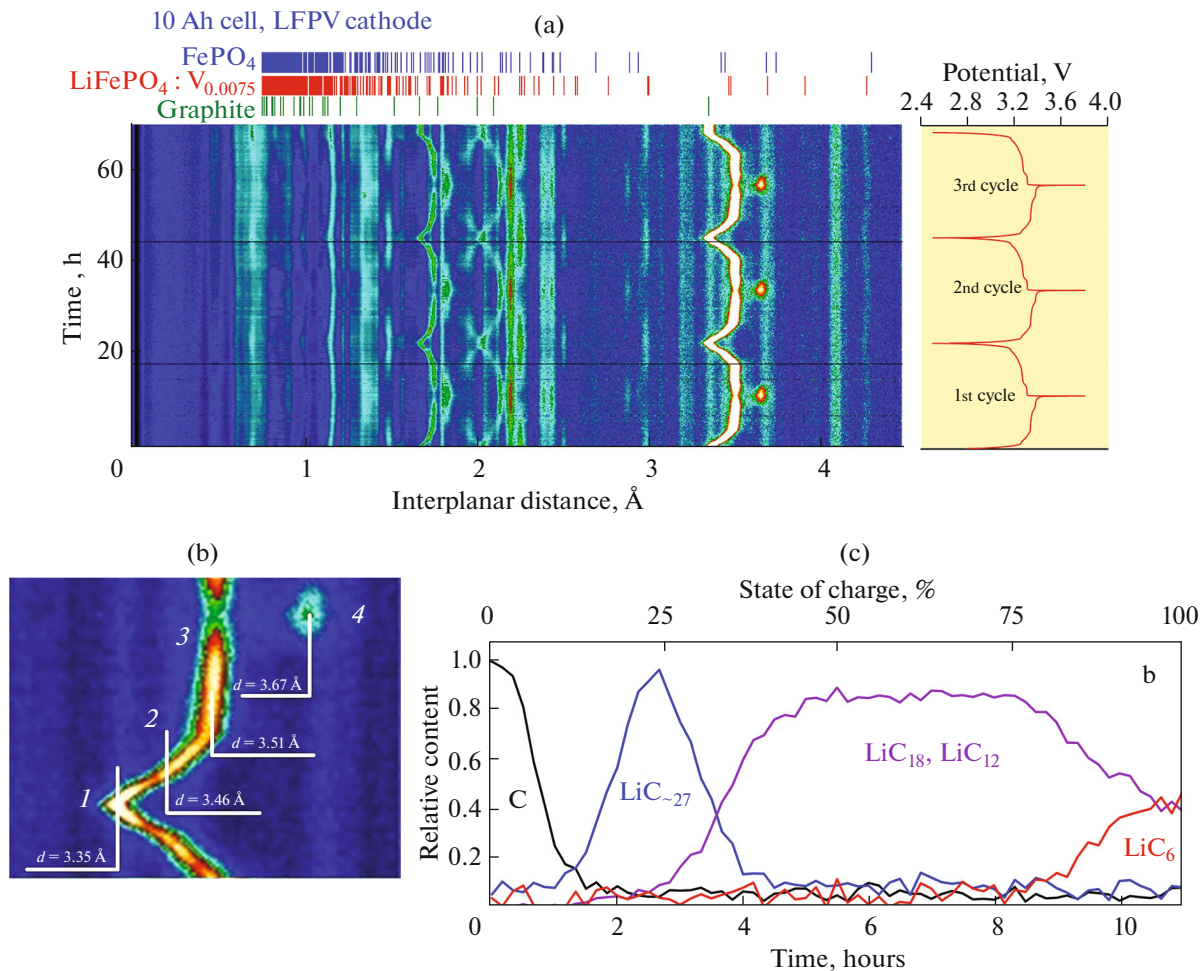 10 Ah cell, LFPV cathode
(a)
FePO4
LiFePO4 : V0.0075
Graphite
Potential, V
2.4 2.8 3.2 3.6 4.0
60
40
20
Time , h
3rd cycle
2nd cycle
1st cycle
0 1 2 3 4
Interplanar distance, Å
(b)
1
2
3
4
d = 3.67 Å
d = 3.51 Å
d = 3.46 Å
d = 3.35 Å
(c)
State of charge, %
0 25 50 75 100
1.0
0.8
0.6
0.4
0.2
Relative content
b
C
LiC~27
LiC18, LiC12
LiC6
0 2 4 6 8 10
Time, hours